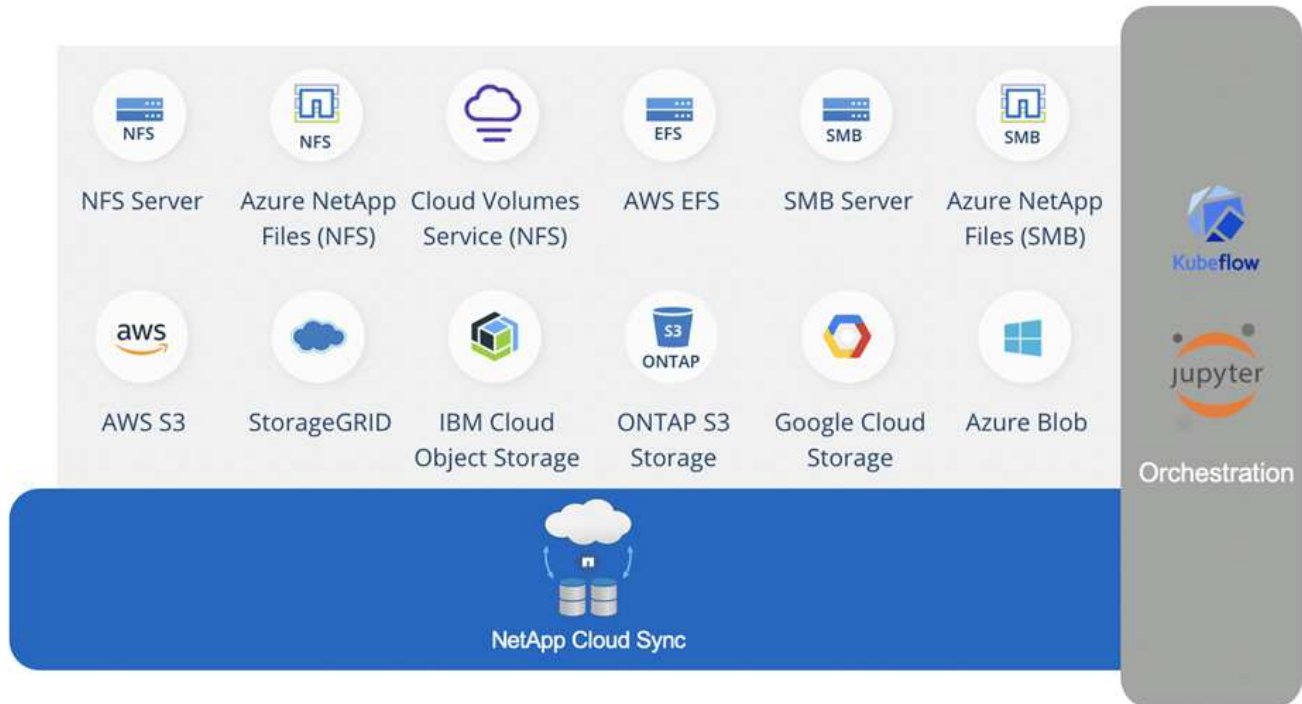 NFS
NFS
EFS
SMB
SMB
NFS Server
Azure NetApp
Files (NFS)
Cloud Volumes
Service (NFS)
AWS EFS
SMB Server
Azure NetApp
Files (SMB)
aws
S3
ONTAP
AWS S3
StorageGRID
IBM Cloud
Object Storage
ONTAP S3
Storage
Google Cloud
Storage
Azure Blob
NetApp Cloud Sync
Kubeflow
jupyter
Orchestration